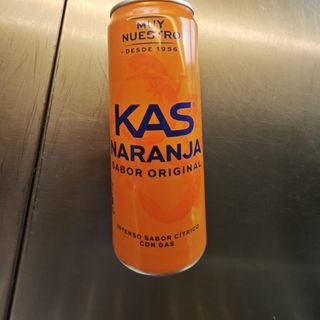 MUY
NUESTRO
- DESDE 1956 -
KAS
NARANJA
SABOR ORIGINAL
INTENSO SABOR CÍTRICO
CON GAS